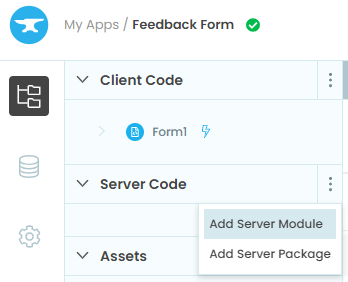 My Apps / Feedback Form
Client Code
Form1
Server Code
Add Server Module
Add Server Package
Assets